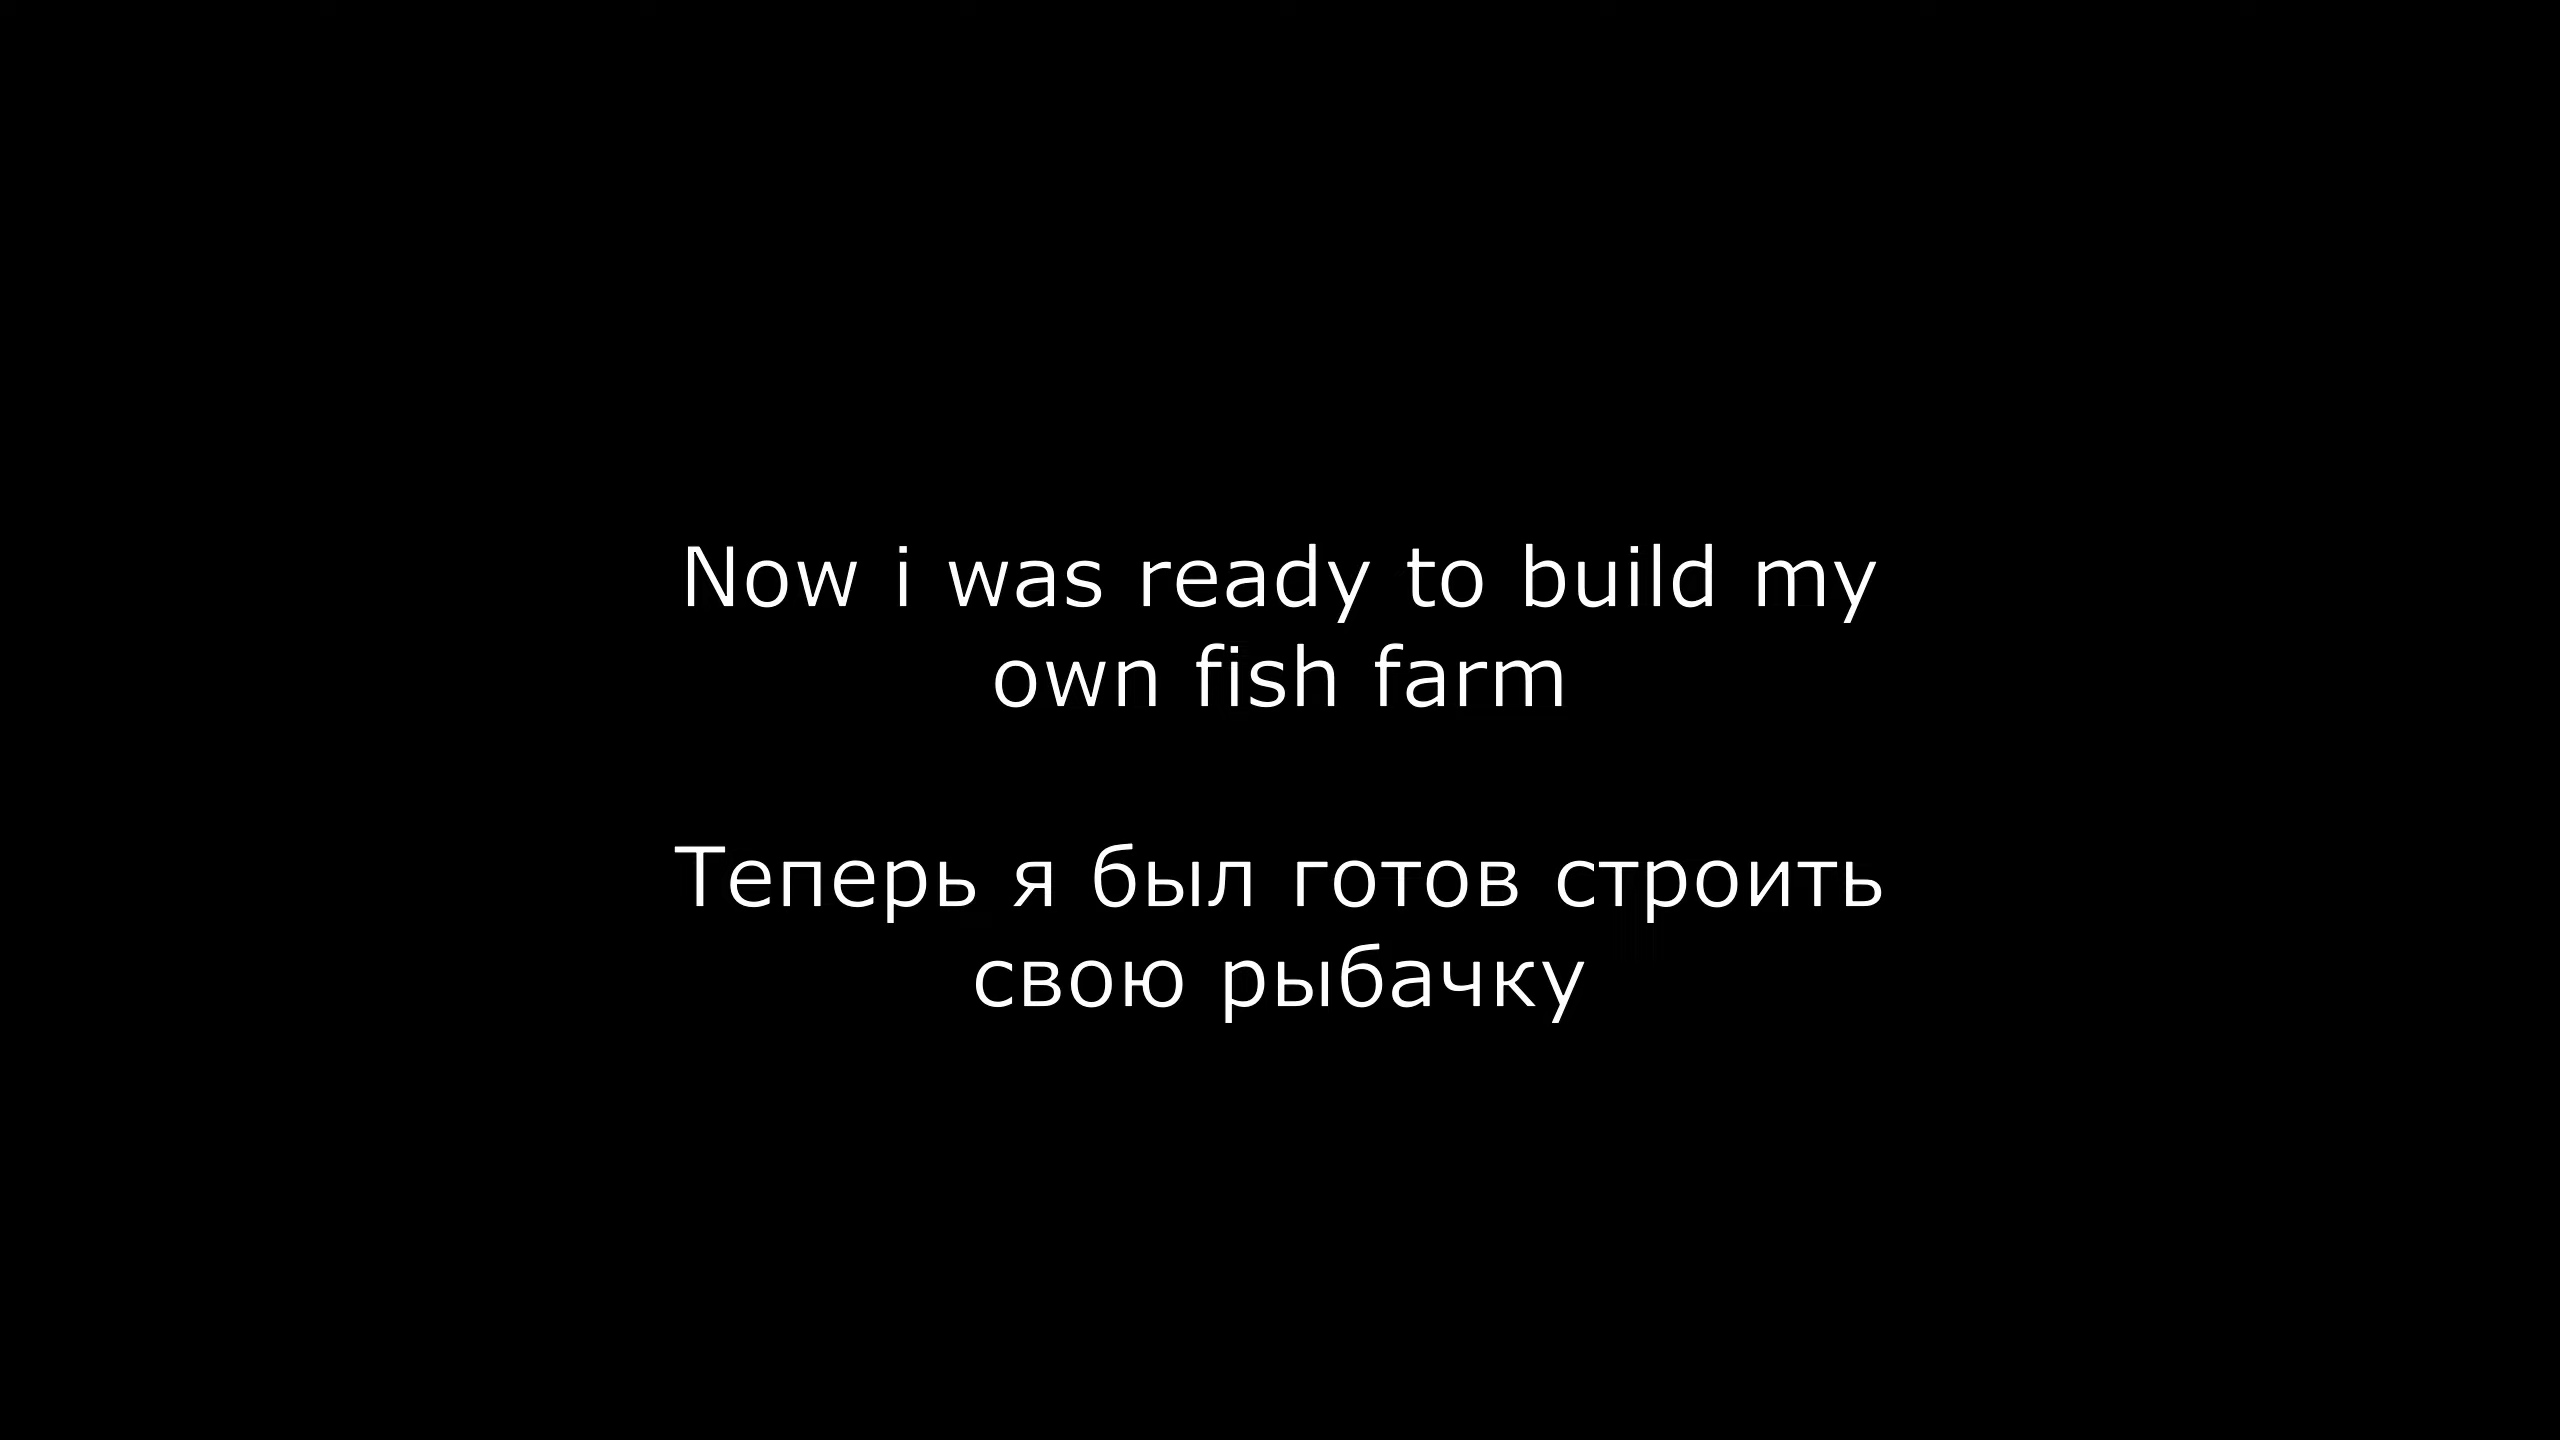 Now i was ready to build my
own fish farm
Теперь я был готов строить
свою рыбачку